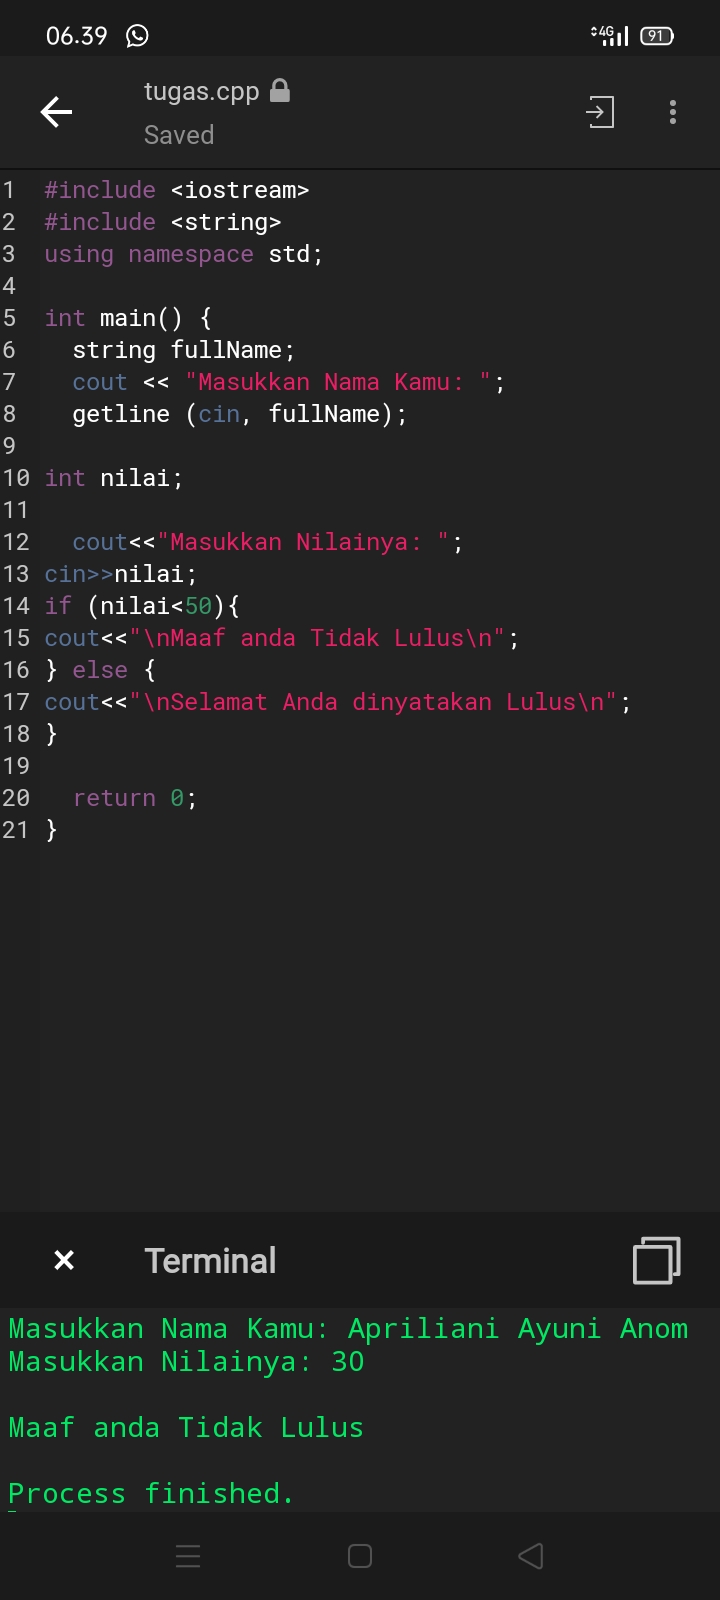 06.39
4G
91
tugas.cpp
Saved
1 #include <iostream>
2 #include <string>
3 using namespace std;
4
5 int main() {
6   string fullName;
7   cout << "Masukkan Nama Kamu: ";
8   getline (cin, fullName);
9
10 int nilai;
11
12   cout<<"Masukkan Nilainya: ";
13 cin>>nilai;
14 if (nilai<50){
15 cout<<"\nMaaf anda Tidak Lulus\n";
16 } else {
17 cout<<"\nSelamat Anda dinyatakan Lulus\n";
18 }
19
20   return 0;
21 }
Terminal
Masukkan Nama Kamu: Apriliani Ayuni Anom
Masukkan Nilainya: 30
Maaf anda Tidak Lulus
Process finished.